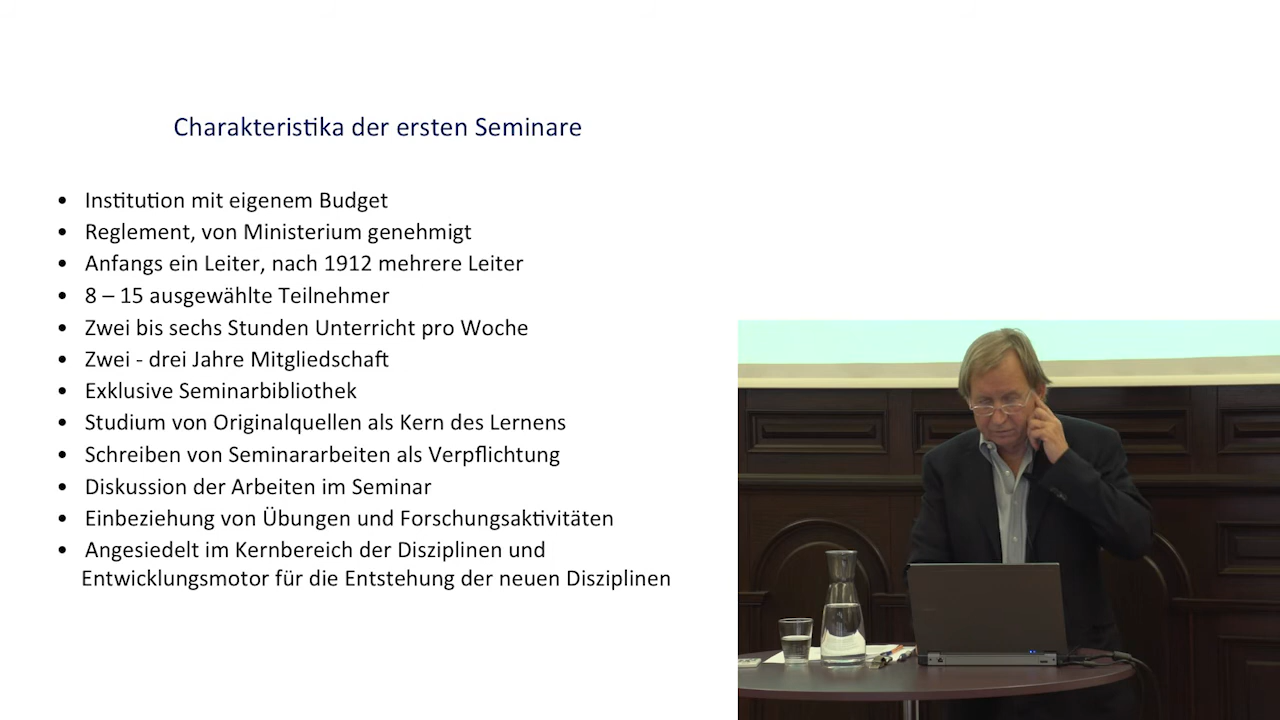 Charakteristika der ersten Seminare
• Institution mit eigenem Budget
• Reglement, von Ministerium genehmigt
• Anfangs ein Leiter, nach 1912 mehrere Leiter
• 8 – 15 ausgewählte Teilnehmer
• Zwei bis sechs Stunden Unterricht pro Woche
• Zwei - drei Jahre Mitgliedschaft
• Exklusive Seminarbibliothek
• Studium von Originalquellen als Kern des Lernens
• Schreiben von Seminararbeiten als Verpflichtung
• Diskussion der Arbeiten im Seminar
• Einbeziehung von Übungen und Forschungsaktivitäten
• Angesiedelt im Kernbereich der Disziplinen und
Entwicklungsmotor für die Entstehung der neuen Disziplinen